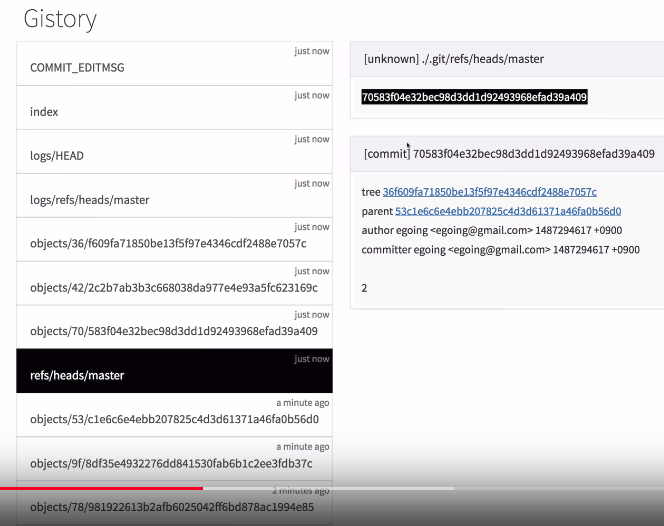 Gistory
just now
COMMIT_EDITMSG
just now
index
just now
logs/HEAD
just now
logs/refs/heads/master
just now
objects/36/f609fa71850be13f5f97e4346cdf2488e7057c
just now
objects/42/2c2b7ab3b3c668038da977e4e93a5fc623169c
just now
objects/70/583f04e32bec98d3dd1d92493968efad39a409
just now
refs/heads/master
a minute ago
objects/53/c1e6c6e4ebb207825c4d3d61371a46fa0b56d0
a minute ago
objects/9f/8df35e4932276dd841530fab6b1c2ee3fdb37c
2 minutes ago
objects/78/981922613b2afb6025042ff6bd878ac1994e85
[unknown] ./.git/refs/heads/master
70583f04e32bec98d3dd1d92493968efad39a409
[commit] 70583f04e32bec98d3dd1d92493968efad39a409
tree 36f609fa71850be13f5f97e4346cdf2488e7057c
parent 53c1e6c6e4ebb207825c4d3d61371a46fa0b56d0
author egoing <egoing@gmail.com> 1487294617 +0900
committer egoing <egoing@gmail.com> 1487294617 +0900
2